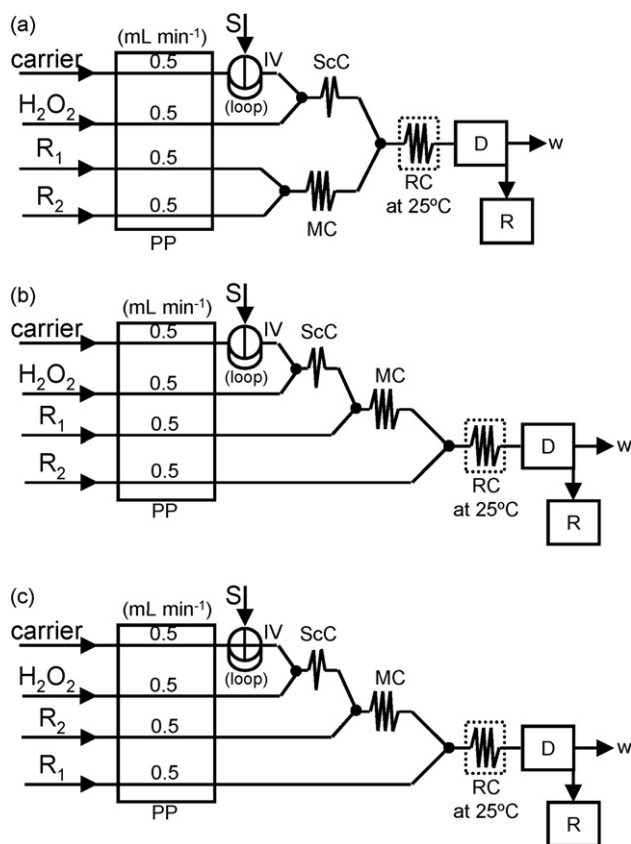 (a)
(mL min⁻¹)
S
carrier 0.5 IV
ScC
(loop)
H₂O₂ 0.5
R₁ 0.5
D
w
R₂ 0.5
MC
RC
at 25ºC
R
PP
(b)
(mL min⁻¹)
S
carrier 0.5 IV
ScC
(loop)
H₂O₂ 0.5
MC
R₁ 0.5
D
w
R₂ 0.5
RC
at 25ºC
R
PP
(c)
(mL min⁻¹)
S
carrier 0.5 IV
ScC
(loop)
H₂O₂ 0.5
MC
R₂ 0.5
D
w
R₁ 0.5
RC
at 25ºC
R
PP